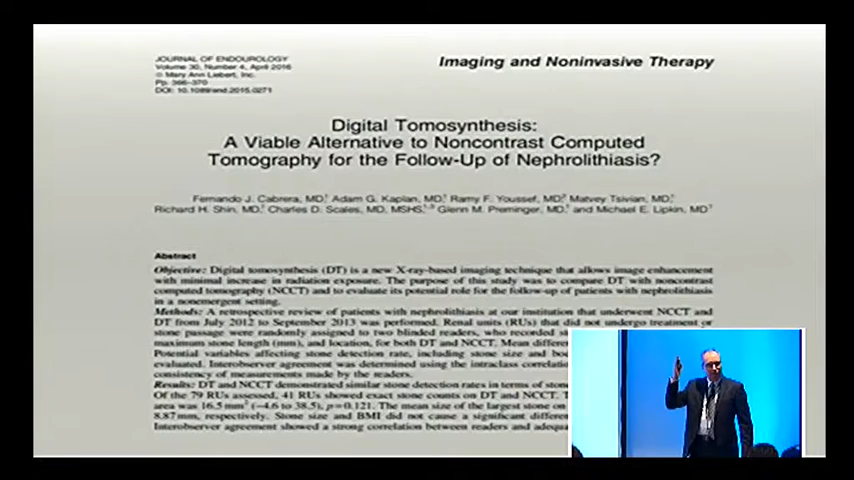 JOURNAL OF ENDOUROLOGY
Volume 30, Number 4, April 2016
© Mary Ann Liebert, Inc.
Pp. 366–370
DOI: 10.1089/end.2015.0271
Imaging and Noninvasive Therapy
Digital Tomosynthesis:
A Viable Alternative to Noncontrast Computed
Tomography for the Follow-Up of Nephrolithiasis?
Fernando J. Cabrera, MD, Adam G. Kaplan, MD, Ramy F. Youssef, MD, Matvey Tsivian, MD,
Richard H. Shin, MD, Charles D. Scales, MD, MSHS, Glenn M. Preminger, MD, and Michael E. Lipkin, MD
Abstract
Objective: Digital tomosynthesis (DT) is a new X-ray-based imaging technique that allows image enhancement
with minimal increase in radiation exposure. The purpose of this study was to compare DT with noncontrast
computed tomography (NCCT) and to evaluate its potential role for the follow-up of patients with nephrolithiasis
in a nonemergent setting.
Methods: A retrospective review of patients with nephrolithiasis at our institution that underwent NCCT and
DT from July 2012 to September 2013 was performed. Renal units (RUs) that did not undergo treatment or
stone passage were randomly assigned to two blinded readers, who recorded
maximum stone length (mm), and location, for both DT and NCCT. Mean
Potential variables affecting stone detection rate, including stone size and
evaluated. Interobserver agreement was determined using the intraclass
consistency of measurements made by the readers.
Results: DT and NCCT demonstrated similar stone detection rates in terms of
Of the 79 RUs assessed, 41 RUs showed exact stone counts on DT and NCCT.
area was 16.5 mm² (−4.6 to 38.5), p=0.121. The mean size of the largest stone on
8.87 mm, respectively. Stone size and BMI did not cause a significant
Interobserver agreement showed a strong correlation between readers and